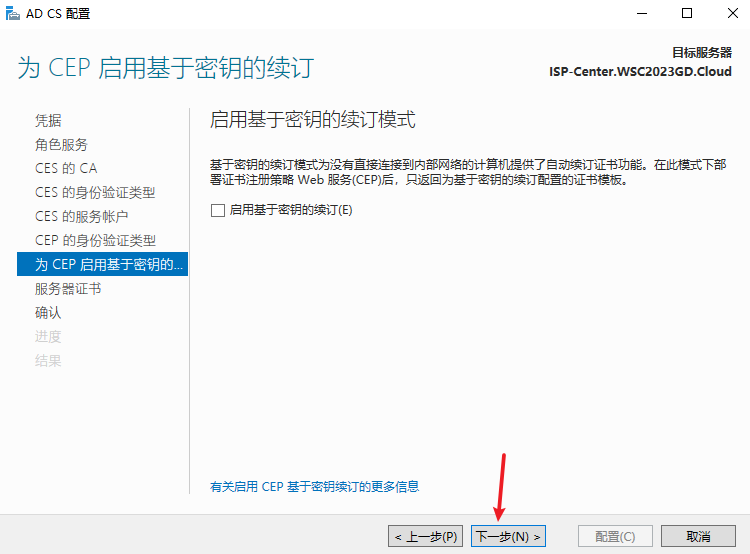 AD CS 配置
为 CEP 启用基于密钥的续订
目标服务器
ISP-Center.WSC2023GD.Cloud
凭据
角色服务
CES 的 CA
CES 的身份验证类型
CES 的服务帐户
CEP 的身份验证类型
为 CEP 启用基于密钥的...
服务器证书
确认
进度
结果
启用基于密钥的续订模式
基于密钥的续订模式为没有直接连接到内部网络的计算机提供了自动续订证书功能。在此模式下部
署证书注册策略 Web 服务(CEP)后，只返回为基于密钥的续订配置的证书模板。
启用基于密钥的续订(E)
有关启用 CEP 基于密钥续订的更多信息
< 上一步(P)
下一步(N) >
配置(C)
取消